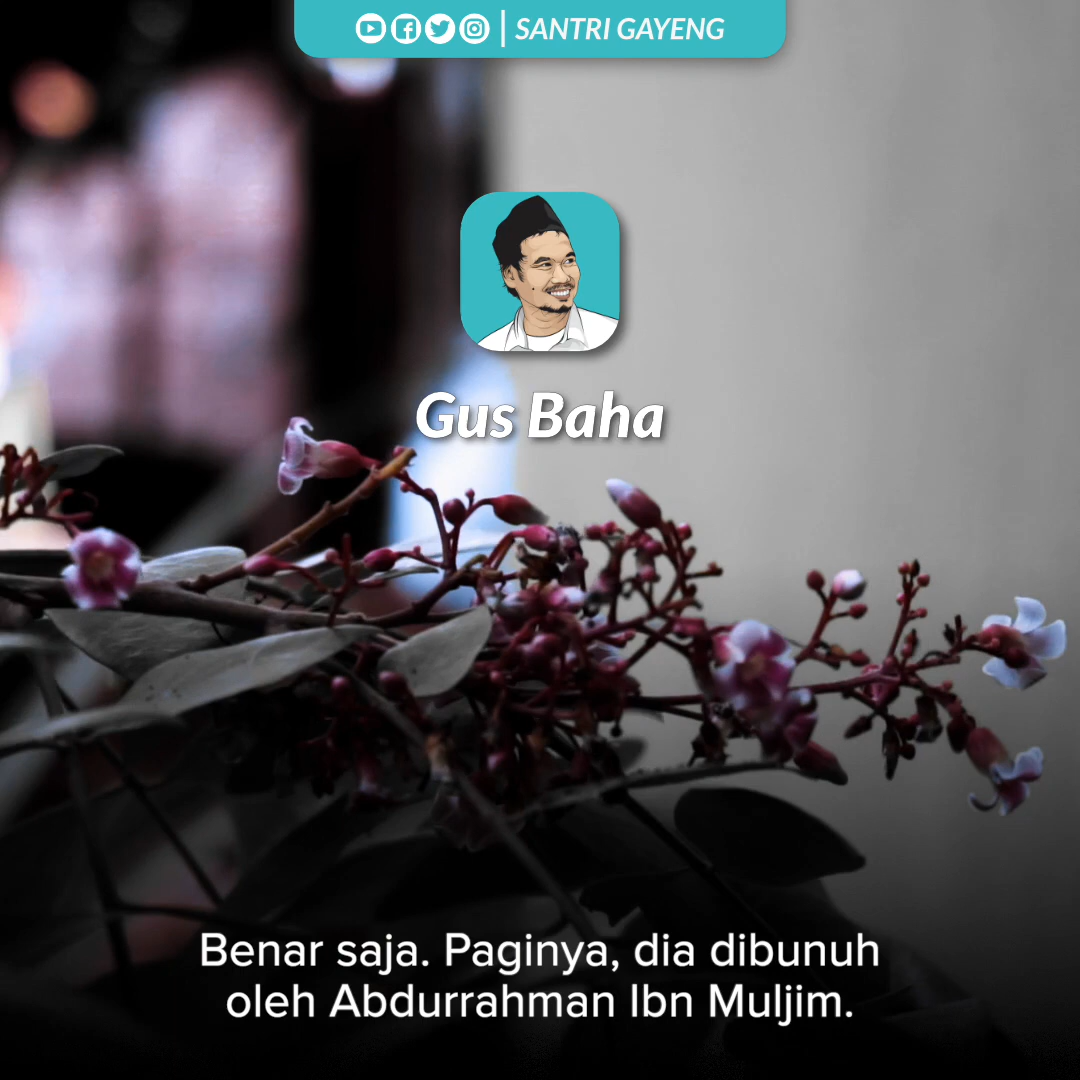 | SANTRI GAYENG
Gus Baha
Benar saja. Paginya, dia dibunuh
oleh Abdurrahman Ibn Muljim.